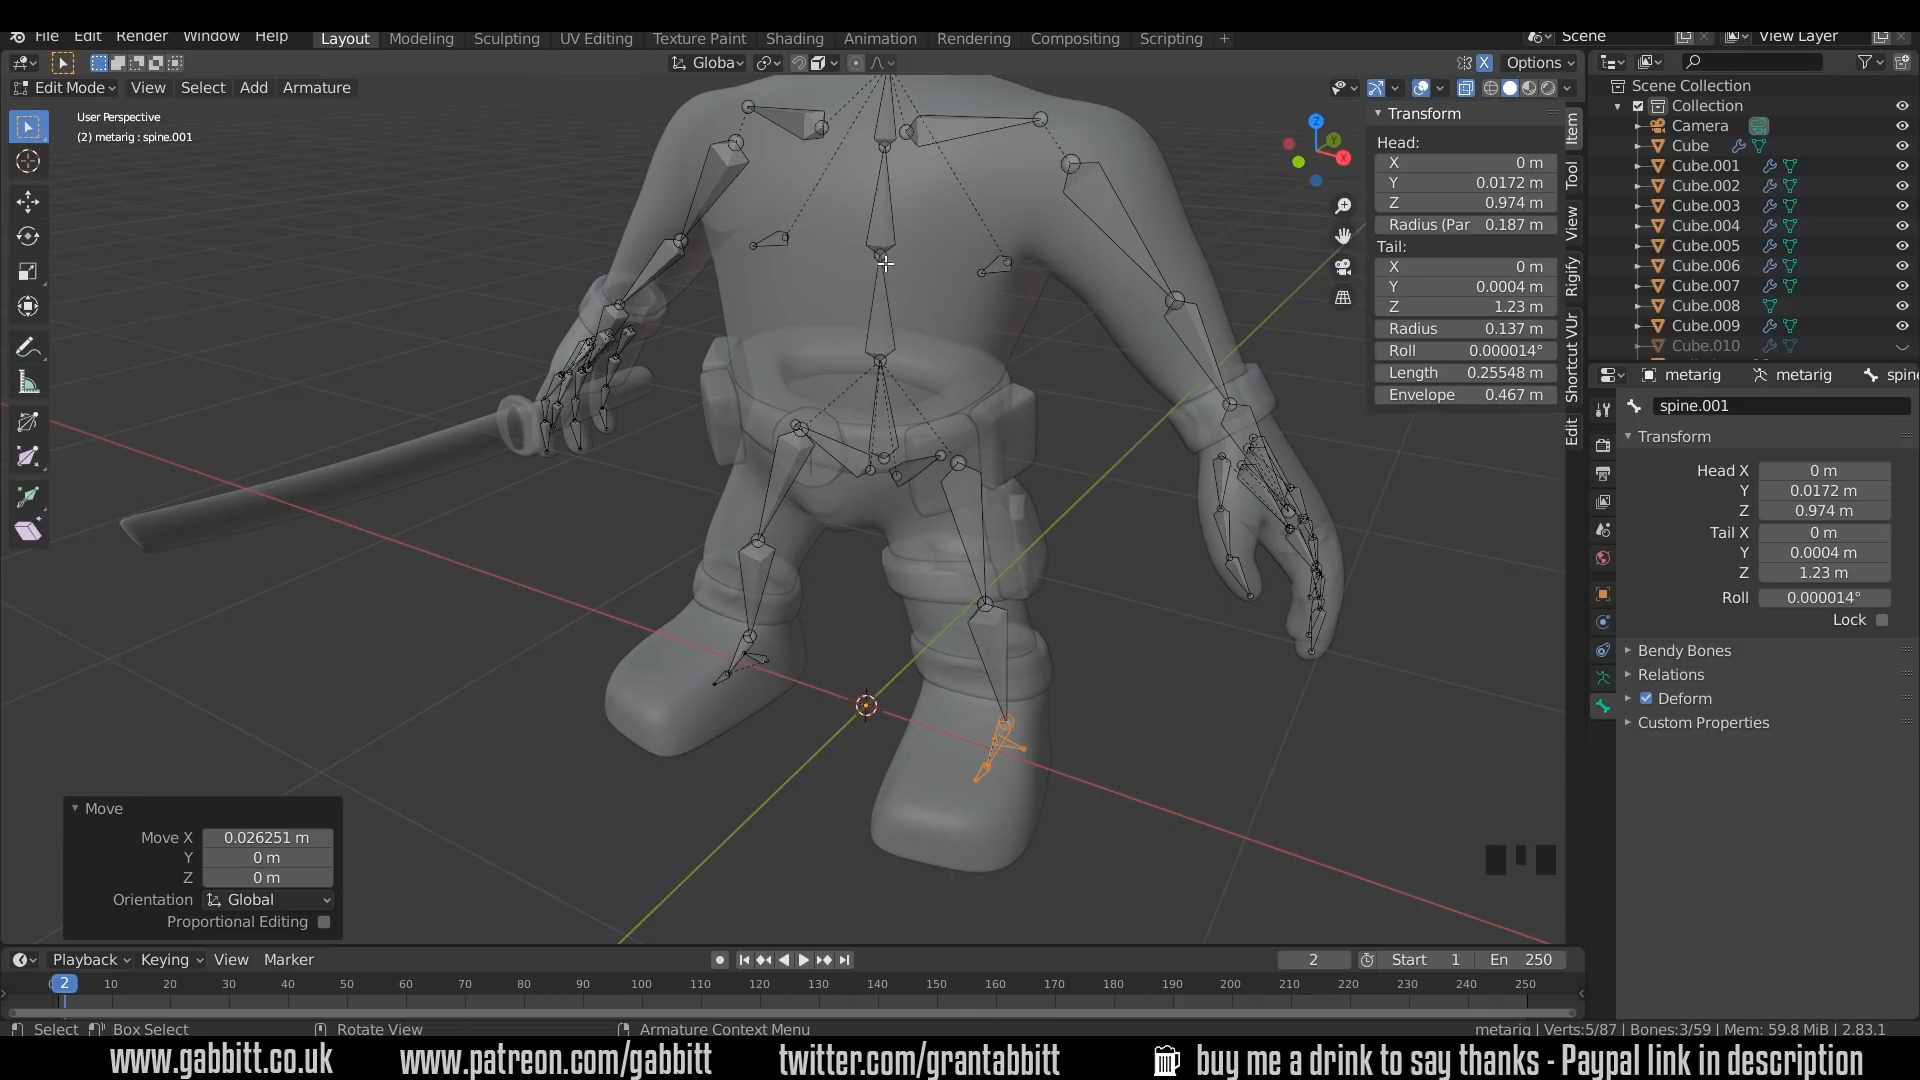 File Edit Render Window Help Layout Modeling Sculpting UV Editing Texture Paint Shading Animation Rendering Compositing Scripting + Scene View Layer
Globa X Options
Edit Mode View Select Add Armature
User Perspective
(2) metarig : spine.001
Transform
Head:
X 0 m
Y 0.0172 m
Z 0.974 m
Radius (Par 0.187 m
Tail:
X 0 m
Y 0.0004 m
Z 1.23 m
Radius 0.137 m
Roll 0.000014°
Length 0.25548 m
Envelope 0.467 m
Item
Tool
View
Rigify
Shortcut VUr
Edit
Z
Y
X
Scene Collection
Collection
Camera
Cube
Cube.001
Cube.002
Cube.003
Cube.004
Cube.005
Cube.006
Cube.007
Cube.008
Cube.009
Cube.010
metarig metarig spine
spine.001
Transform
Head X 0 m
Y 0.0172 m
Z 0.974 m
Tail X 0 m
Y 0.0004 m
Z 1.23 m
Roll 0.000014°
Lock
Bendy Bones
Relations
Deform
Custom Properties
Move
Move X 0.026251 m
Y 0 m
Z 0 m
Orientation Global
Proportional Editing
Playback Keying View Marker 2 Start 1 En 250
2 10 20 30 40 50 60 70 80 90 100 110 120 130 140 150 160 170 180 190 200 210 220 230 240 250
Select Box Select Rotate View Armature Context Menu metarig | Verts:5/87 | Bones:3/59 | Mem: 59.8 MiB | 2.83.1
www.gabbitt.co.uk www.patreon.com/gabbitt twitter.com/grantabbitt buy me a drink to say thanks - Paypal link in description